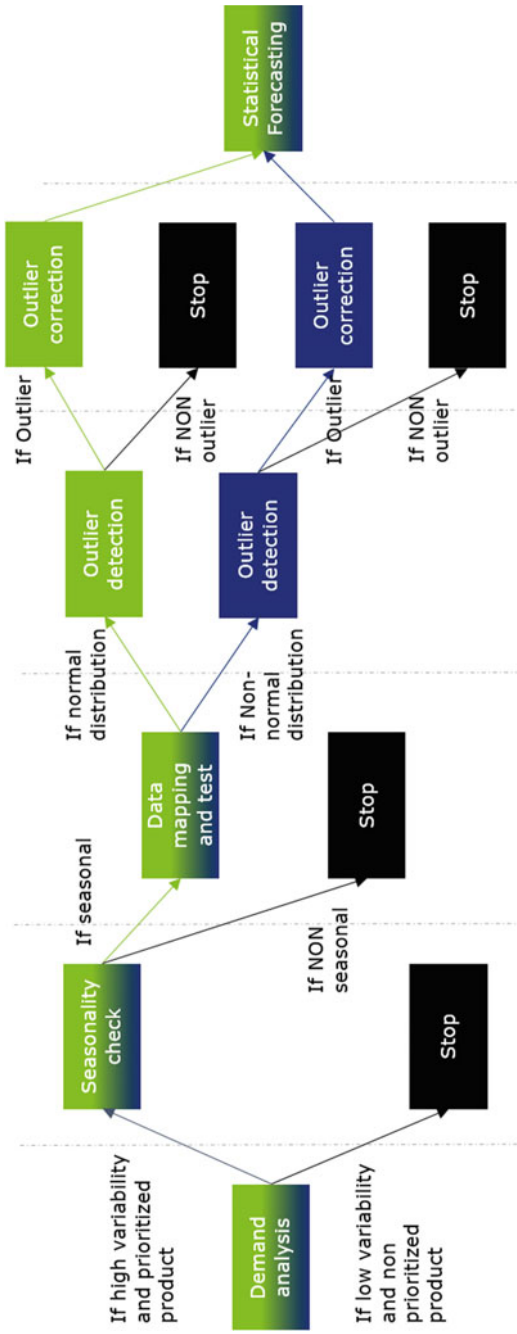 Demand
analysis
If high variability
and prioritized
product
If low variability
and non
prioritized
product
Seasonality
check
Stop
If seasonal
If NON
seasonal
Data
mapping
and test
Stop
If normal
distribution
If Non-
normal
distribution
Outlier
detection
Outlier
detection
If Outlier
If NON
outlier
If Outlier
If NON
outlier
Outlier
correction
Stop
Outlier
correction
Stop
Statistical
Forecasting